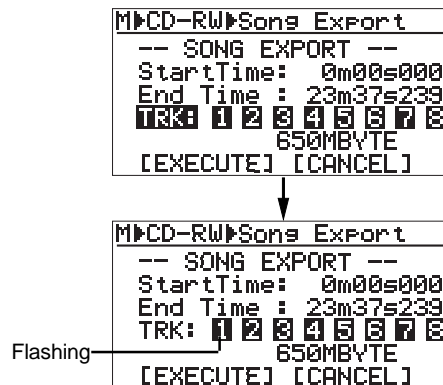 M▶CD-RW▶Song Export
-- SONG EXPORT --
StartTime: 0m00s000
End Time : 23m37s239
TRK: 1 2 3 4 5 6 7 8
650MBYTE
[EXECUTE] [CANCEL]
M▶CD-RW▶Song Export
-- SONG EXPORT --
StartTime: 0m00s000
End Time : 23m37s239
TRK: 1 2 3 4 5 6 7 8
Flashing
650MBYTE
[EXECUTE] [CANCEL]